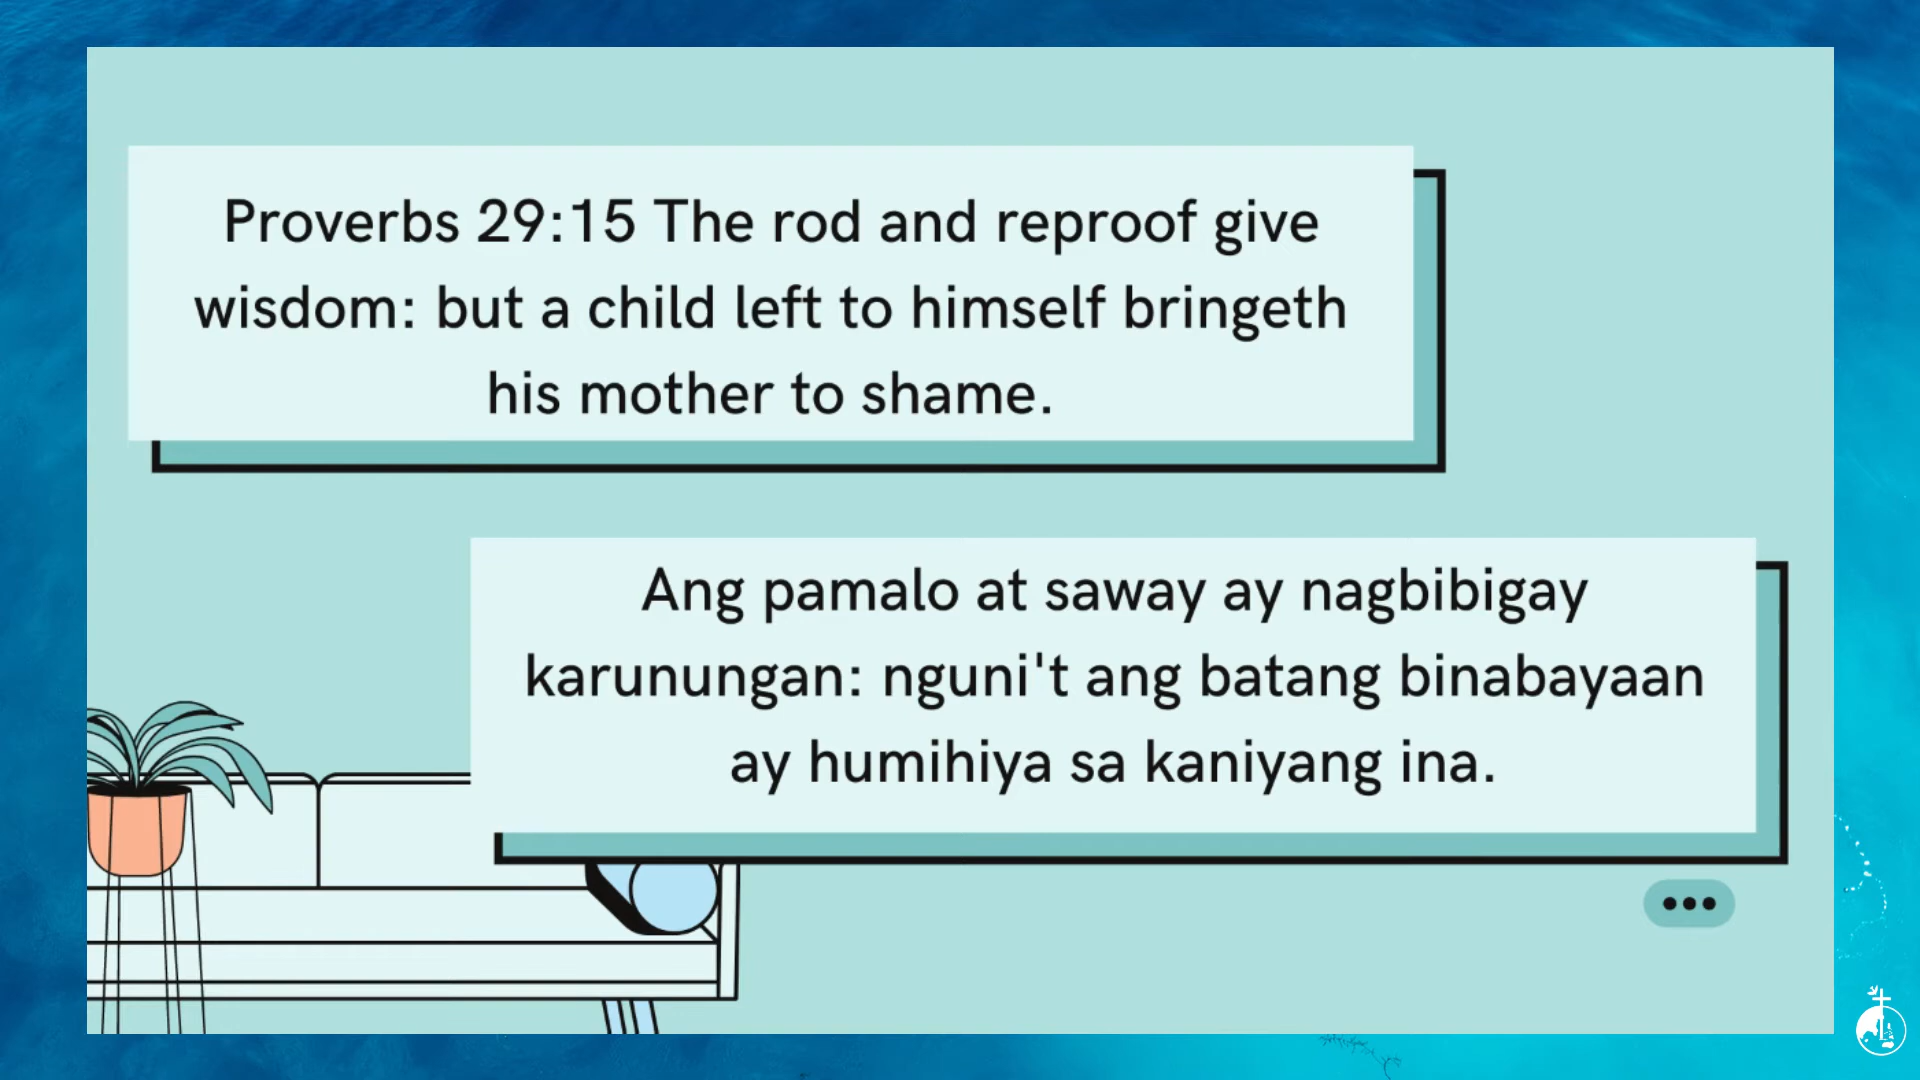 Proverbs 29:15 The rod and reproof give
wisdom: but a child left to himself bringeth
his mother to shame.
Ang pamalo at saway ay nagbibigay
karunungan: nguni't ang batang binabayaan
ay humihiya sa kaniyang ina.